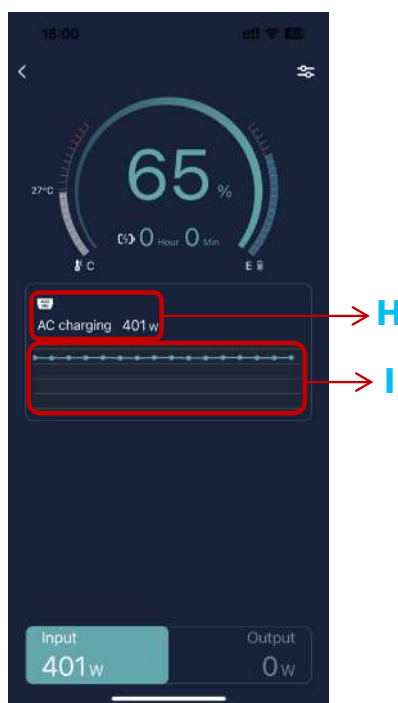 16:00
65 %
27°C
0 Hour 0 Min
C
E
AC charging 401 w
H
I
Input
Output
401 w
0 w